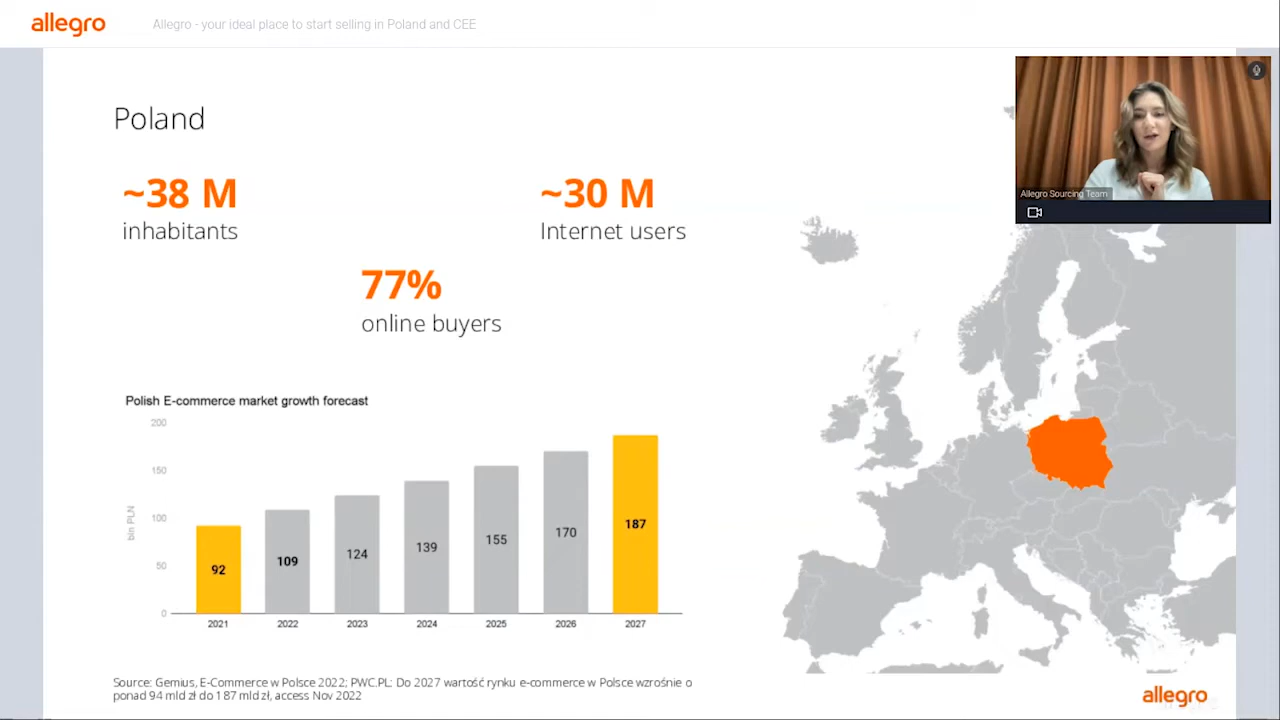 allegro
Allegro - your ideal place to start selling in Poland and CEE
Allegro Sourcing Team
Poland
~38 M
inhabitants
~30 M
Internet users
77%
online buyers
Polish E-commerce market growth forecast
bln PLN
200
150
100
50
0
92
109
124
139
155
170
187
2021
2022
2023
2024
2025
2026
2027
Source: Gemius, E-Commerce w Polsce 2022; PWC.PL: Do 2027 wartość rynku e-commerce w Polsce wzrośnie o
ponad 94 mld zł do 187 mld zł, access Nov 2022
allegro